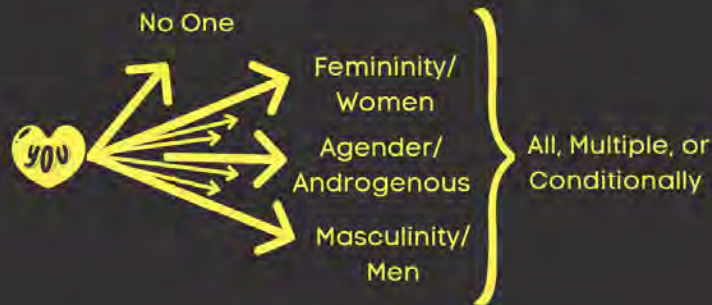 No One
YOU
Femininity/
Women
Agender/
Androgenous
Masculinity/
Men
All, Multiple, or
Conditionally